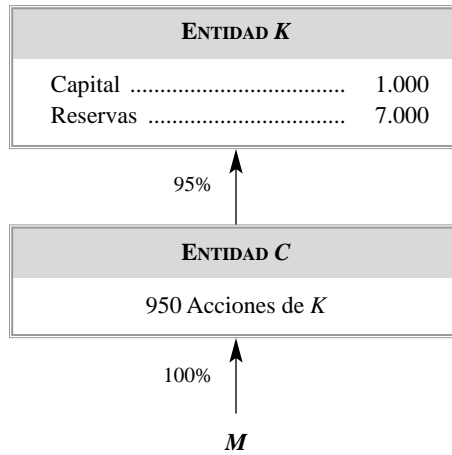 ENTIDAD K
Capital ...................................... 1.000
Reservas ................................... 7.000
95%
ENTIDAD C
950 Acciones de K
100%
M